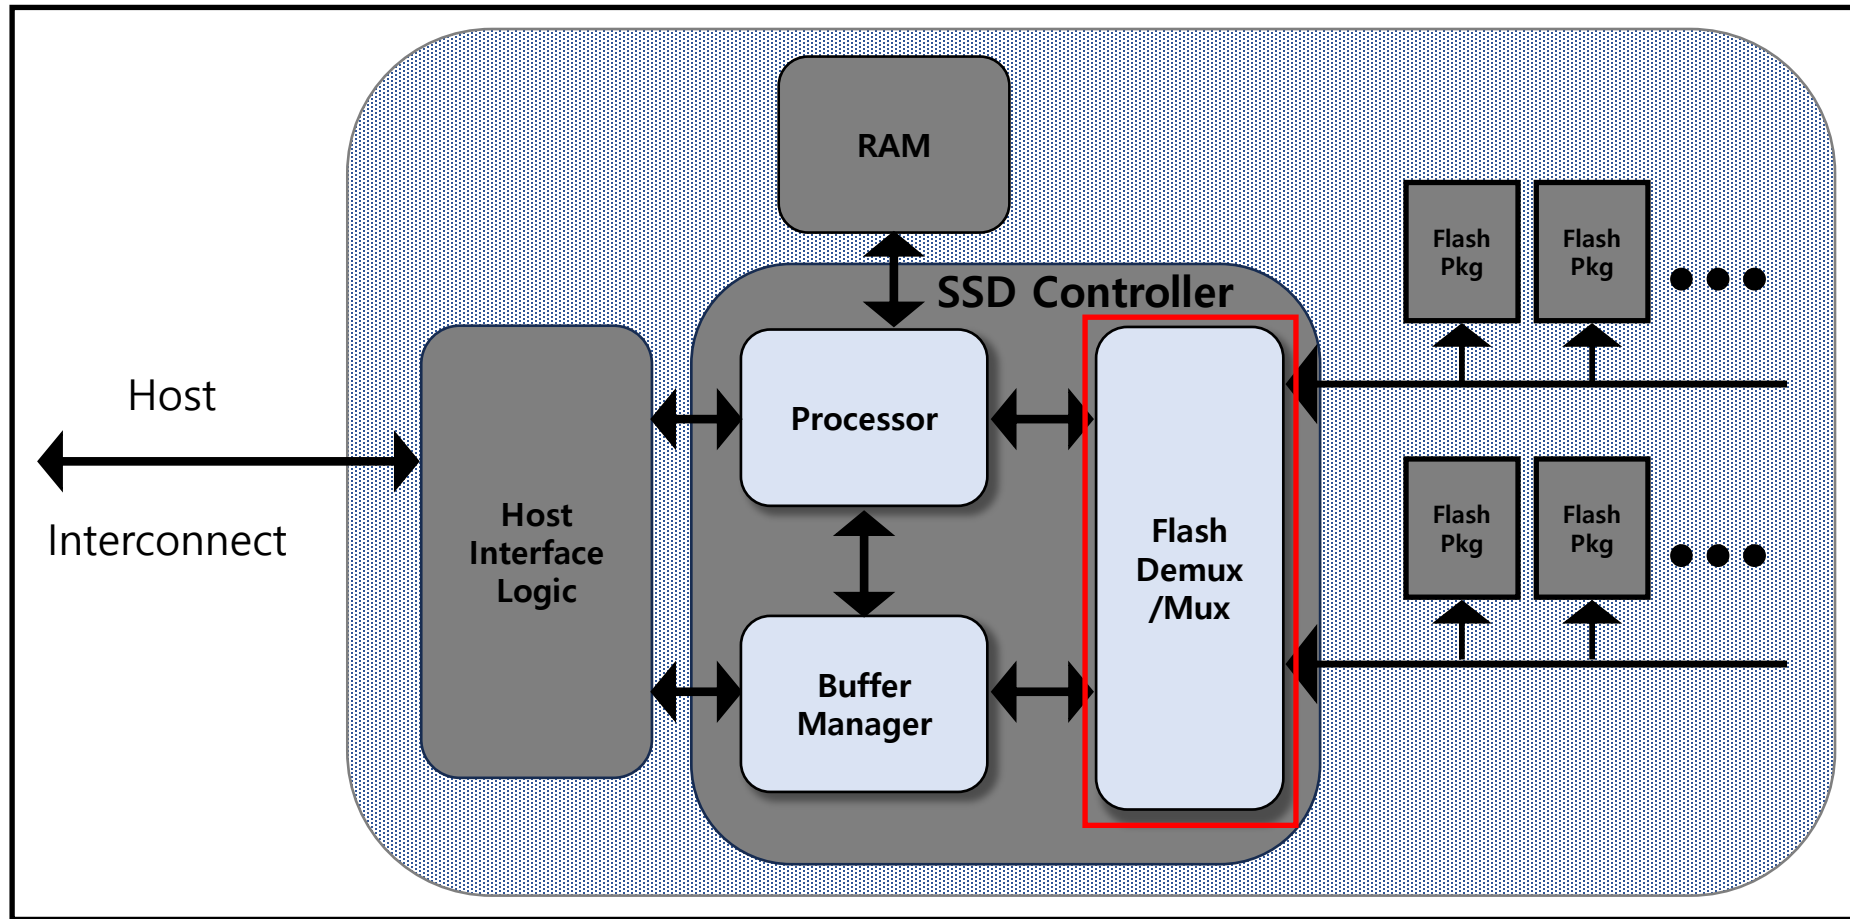 RAM
SSD Controller
Host
Interconnect
Host
Interface
Logic
Processor
Buffer
Manager
Flash
Demux
/Mux
Flash
Pkg
Flash
Pkg
Flash
Pkg
Flash
Pkg